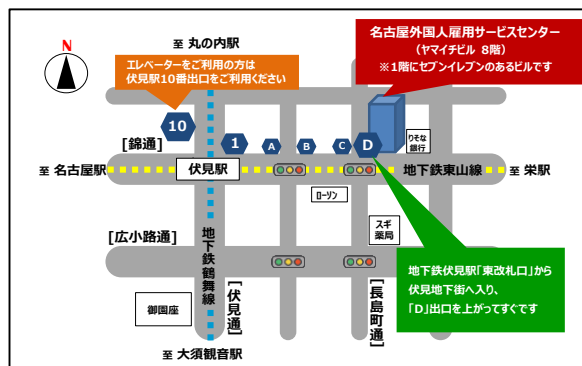 至 丸の内駅
N
エレベーターをご利用の方は
伏見駅10番出口をご利用ください
名古屋外国人雇用サービスセンター
（ヤマイチビル 8階）
※1階にセブンイレブンのあるビルです
10
[錦通]
1
A
B
C
D
りそな
銀行
至 名古屋駅
伏見駅
地下鉄東山線
至 栄駅
ローソン
スギ
薬局
[広小路通]
地下鉄鶴舞線
[伏見通]
[長島町通]
御園座
地下鉄伏見駅「東改札口」から
伏見地下街へ入り、
「D」出口を上がってすぐです
至 大須観音駅